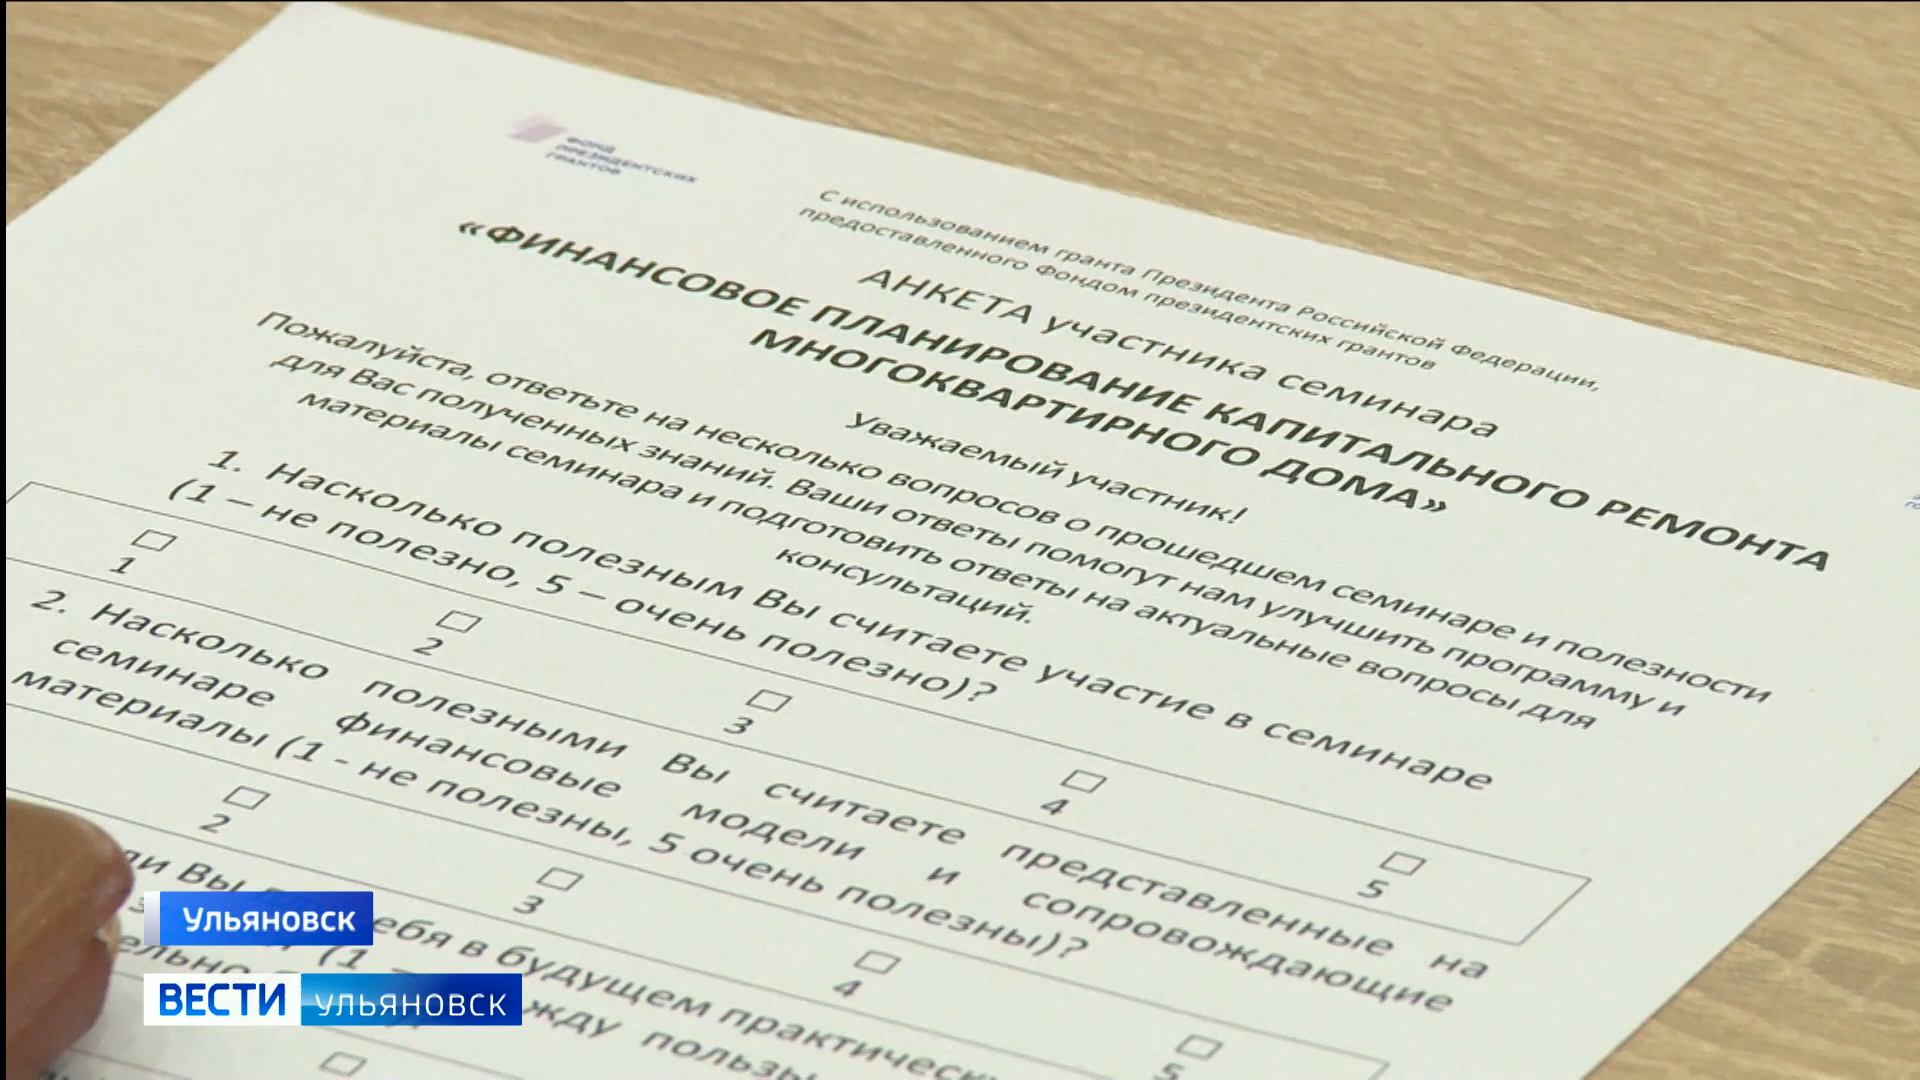 ФОНД
ПРЕЗИДЕНТСКИХ
ГРАНТОВ
С использованием гранта Президента Российской Федерации,
предоставленного Фондом президентских грантов
АНКЕТА участника семинара
«ФИНАНСОВОЕ ПЛАНИРОВАНИЕ КАПИТАЛЬНОГО РЕМОНТА
МНОГОКВАРТИРНОГО ДОМА»
Уважаемый участник!
Пожалуйста, ответьте на несколько вопросов о прошедшем семинаре и полезности
для Вас полученных знаний. Ваши ответы помогут нам улучшить программу и
материалы семинара и подготовить ответы на актуальные вопросы для
консультаций.
1. Насколько полезным Вы считаете участие в семинаре
(1 – не полезно, 5 – очень полезно)?
1 2 3 4 5
2. Насколько полезными Вы считаете представленные на
семинаре финансовые модели и сопровождающие
материалы (1 - не полезны, 5 очень полезны)?
2 3 4 5
Вы
в будущем
(1 –
Ульяновск
ВЕСТИ УЛЬЯНОВСК